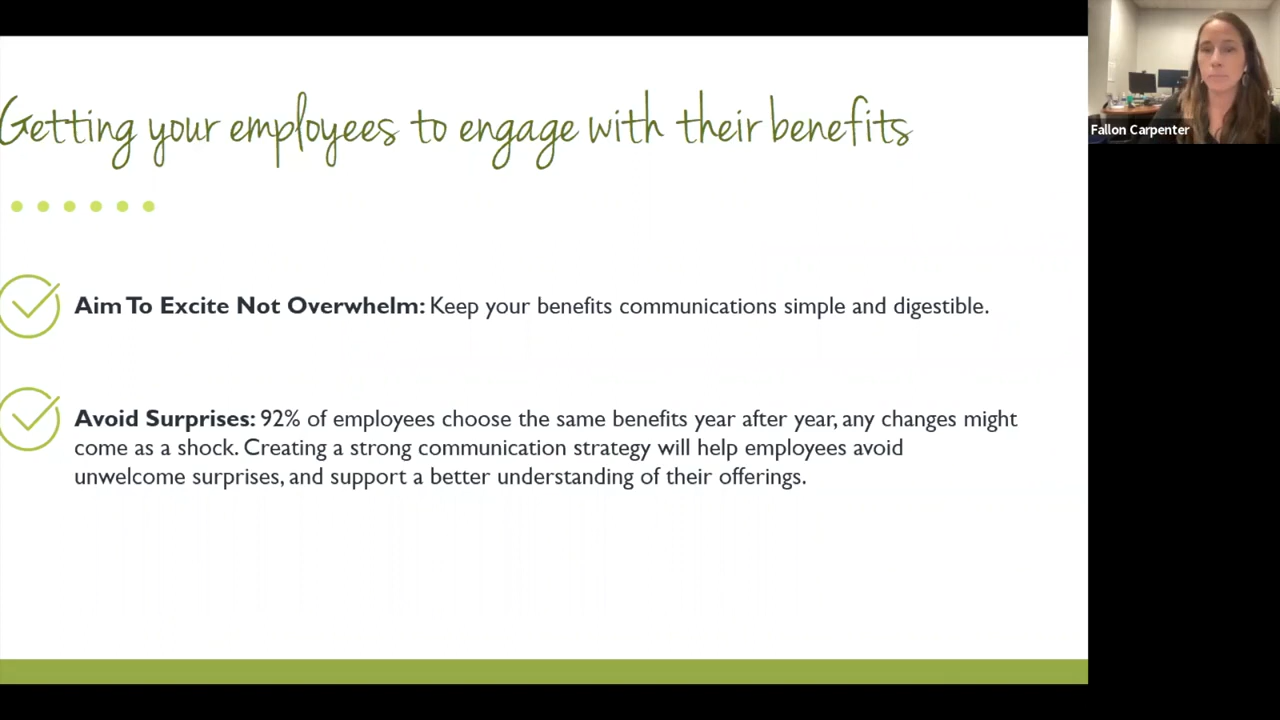 Getting your employees to engage with their benefits
Aim To Excite Not Overwhelm: Keep your benefits communications simple and digestible.
Avoid Surprises: 92% of employees choose the same benefits year after year, any changes might
come as a shock. Creating a strong communication strategy will help employees avoid
unwelcome surprises, and support a better understanding of their offerings.
Fallon Carpenter